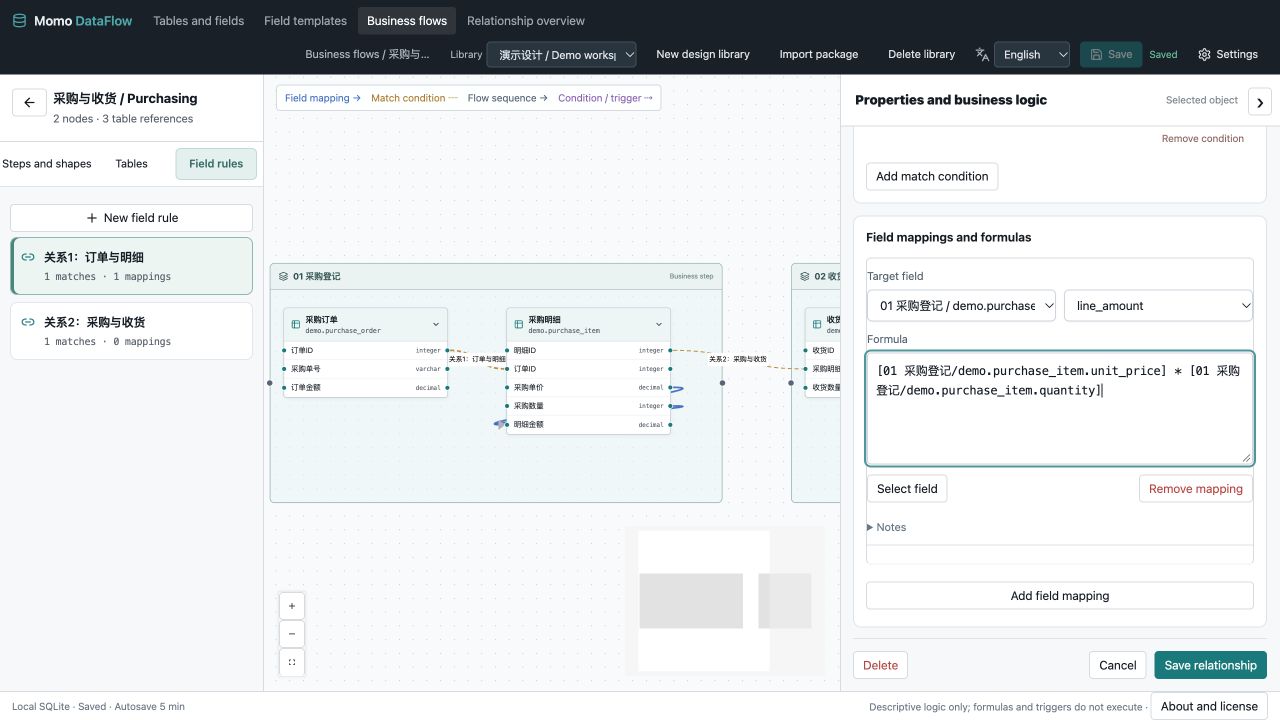 Momo DataFlow
Tables and fields
Field templates
Business flows
Relationship overview
Business flows / 采购与...
Library
演示设计 / Demo worksp
New design library
Import package
Delete library
English
Save
Saved
Settings
采购与收货 / Purchasing
2 nodes · 3 table references
Steps and shapes
Tables
Field rules
New field rule
关系1：订单与明细
1 matches · 1 mappings
关系2：采购与收货
1 matches · 0 mappings
Field mapping →
Match condition
Flow sequence →
Condition / trigger
01 采购登记
Business step
采购订单
demo.purchase_order
订单ID integer
采购单号 varchar
订单金额 decimal
关系1：订单与明细
采购明细
demo.purchase_item
明细ID integer
订单ID integer
采购单价 decimal
采购数量 integer
明细金额 decimal
关系2：采购与收货
02 收
收货ID
采购明细
收货数量
Properties and business logic
Selected object
Remove condition
Add match condition
Field mappings and formulas
Target field
01 采购登记 / demo.purchase
line_amount
Formula
[01 采购登记/demo.purchase_item.unit_price] * [01 采购
登记/demo.purchase_item.quantity]
Select field
Remove mapping
Notes
Add field mapping
Delete
Cancel
Save relationship
Local SQLite · Saved · Autosave 5 min
Descriptive logic only; formulas and triggers do not execute ·
About and license